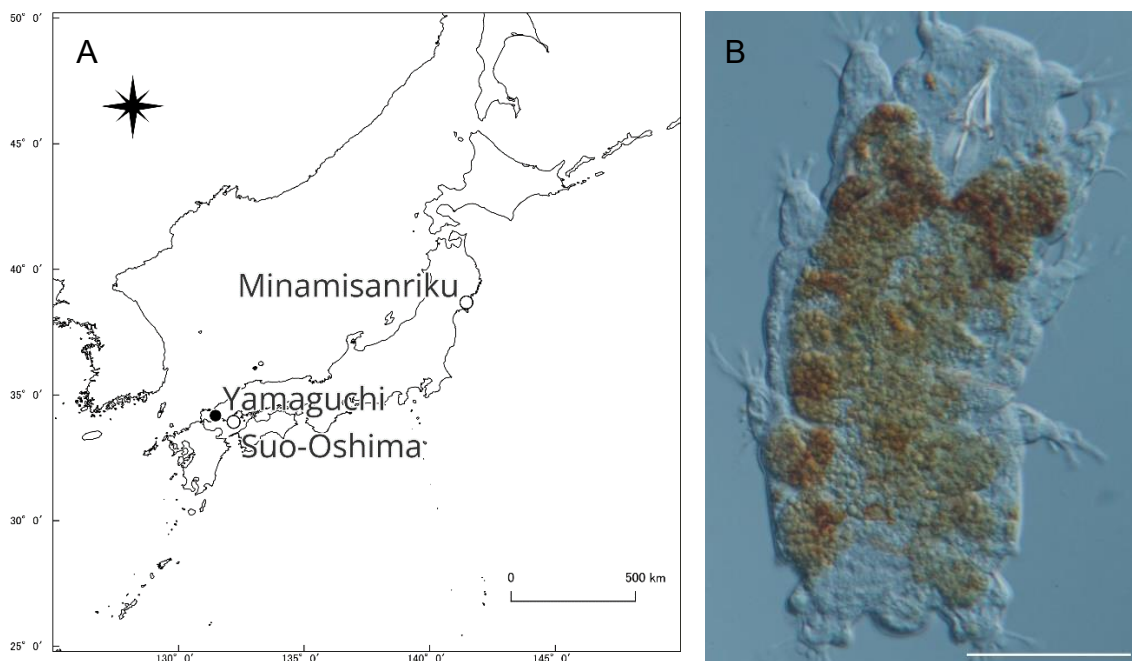 A
B
50° 0′
45° 0′
40° 0′
35° 0′
30° 0′
25° 0′
Minamisanriku
Yamaguchi
Suo-Oshima
0 500 km
130° 0′ 135° 0′ 140° 0′ 145° 0′